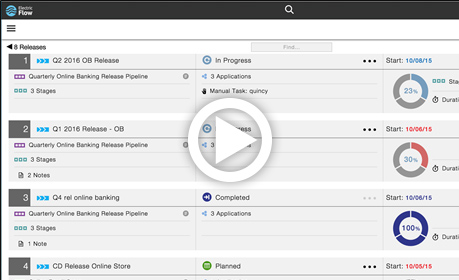 Electric
Flow
8 Releases
Find...
1 Q2 2016 OB Release In Progress Start: 10/08/15
Quarterly Online Banking Release Pipeline 3 Applications 23%
3 Stages Manual Task: quincy
3 Stag
Durati
2 Q1 2016 Release - OB Start: 10/06/15
Quarterly Online Banking Release Pipeline 30%
3 Stages
2 Notes
Durati
3 Q4 rel online banking Completed Start: 10/06/15
Quarterly Online Banking Release Pipeline 3 Applications 100%
3 Stages
1 Note
Durati
4 CD Release Online Store Planned Start: 10/05/15